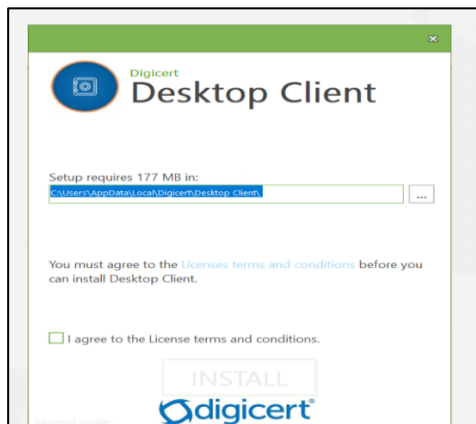 Digicert
Desktop Client
Setup requires 177 MB in:
C:\Users\AppData\Local\Digicert\Desktop Client\
...
You must agree to the Licenses terms and conditions before you
can install Desktop Client.
I agree to the License terms and conditions.
INSTALL
digicert®
Advanced Installer